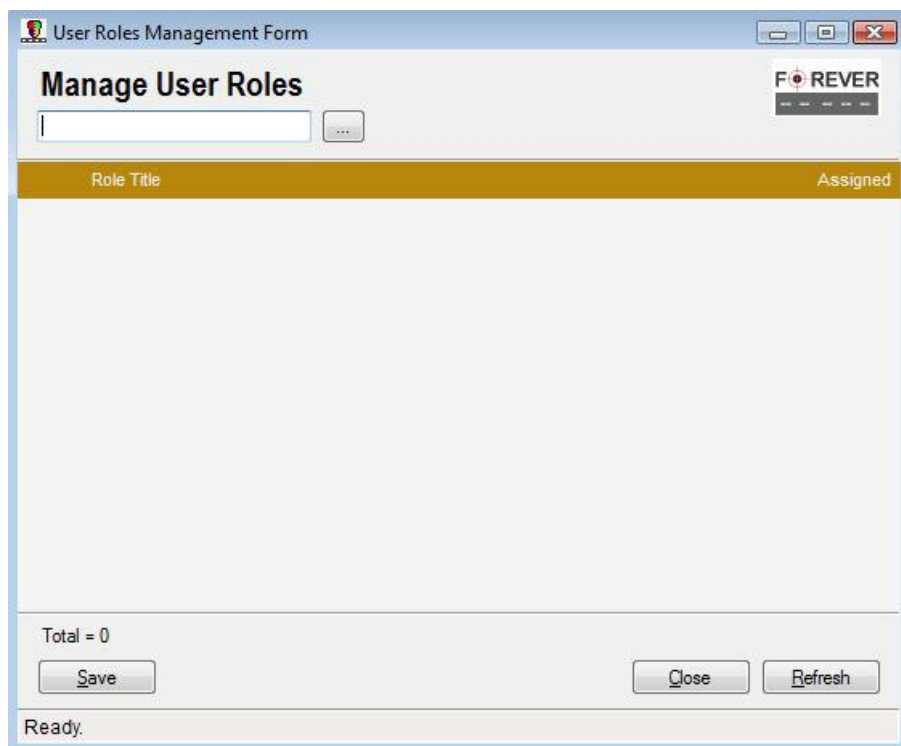 User Roles Management Form
Manage User Roles
FOREVER
...
Role Title Assigned
Total = 0
Save Close Refresh
Ready.